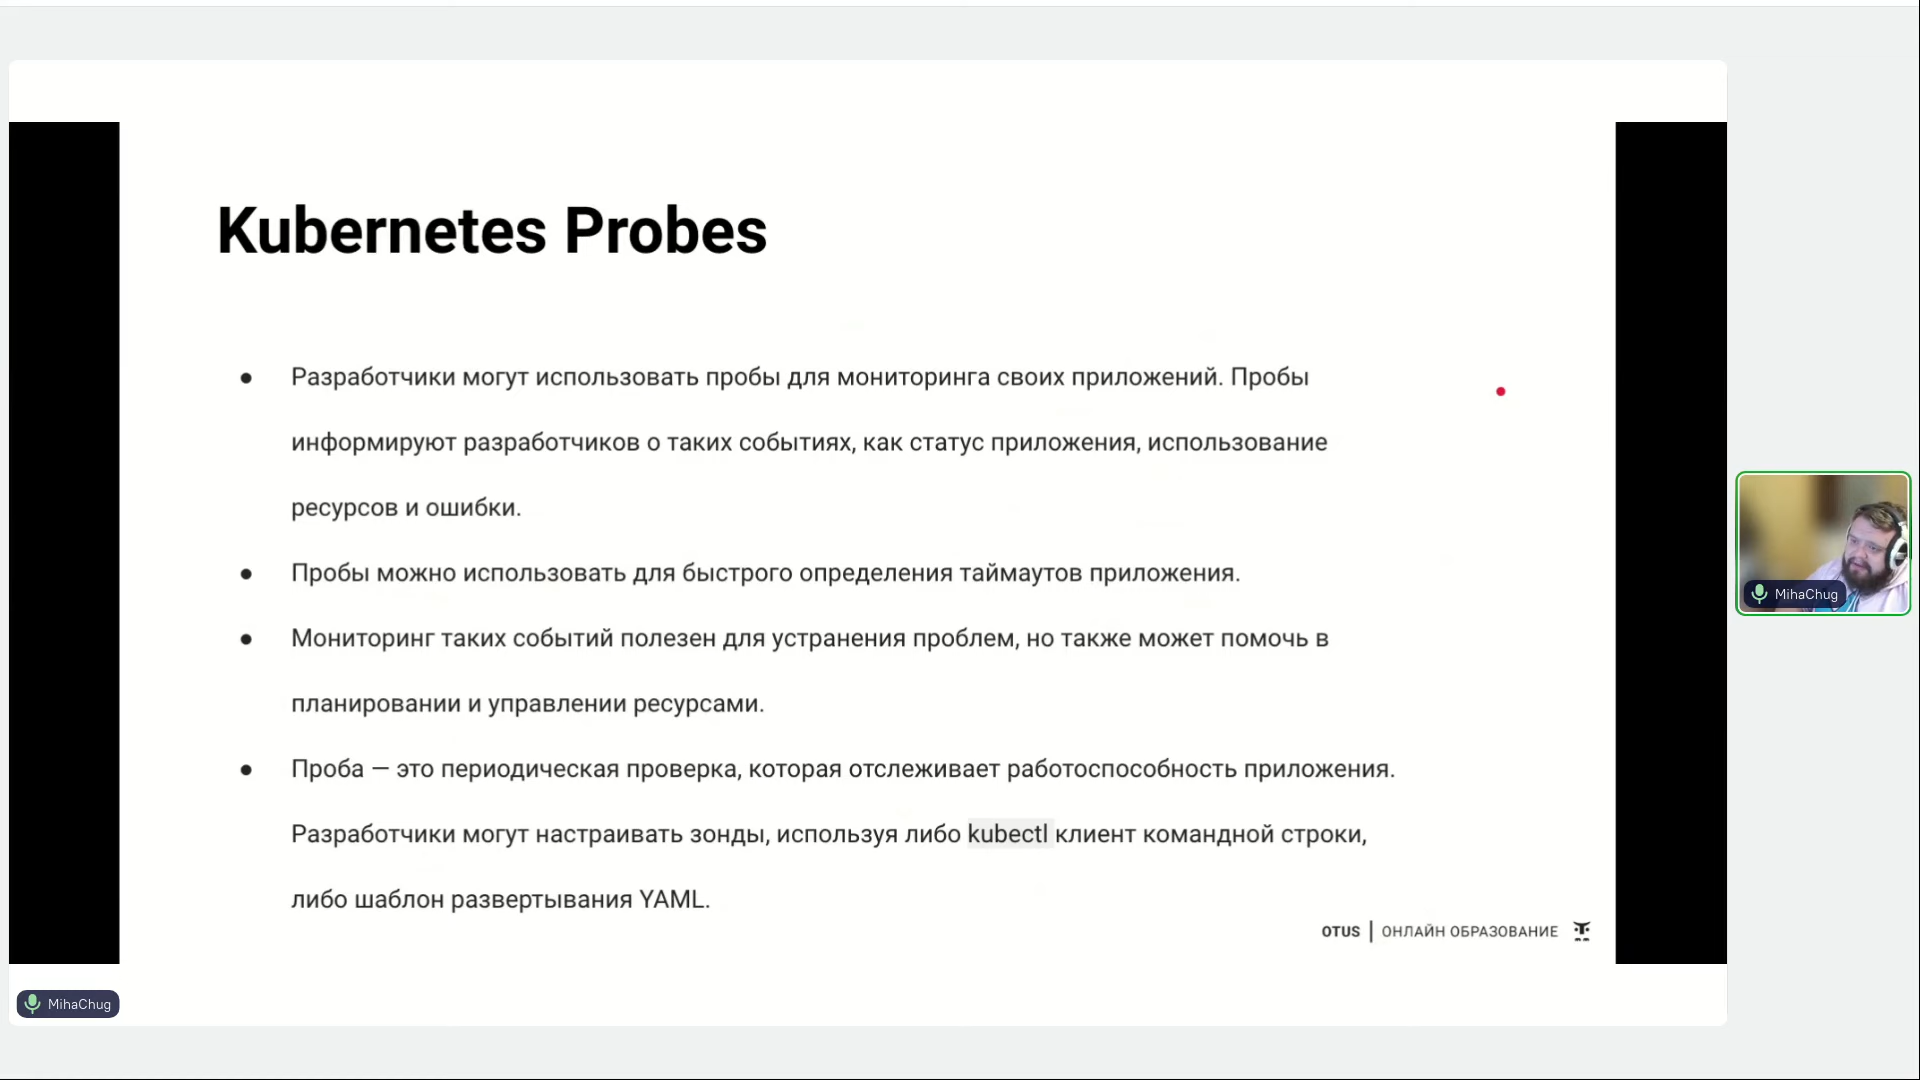 Kubernetes Probes
● Разработчики могут использовать пробы для мониторинга своих приложений. Пробы
информируют разработчиков о таких событиях, как статус приложения, использование
ресурсов и ошибки.
● Пробы можно использовать для быстрого определения таймаутов приложения.
● Мониторинг таких событий полезен для устранения проблем, но также может помочь в
планировании и управлении ресурсами.
● Проба — это периодическая проверка, которая отслеживает работоспособность приложения.
Разработчики могут настраивать зонды, используя либо kubectl клиент командной строки,
либо шаблон развертывания YAML.
OTUS | ОНЛАЙН ОБРАЗОВАНИЕ
MihaChug
MihaChug